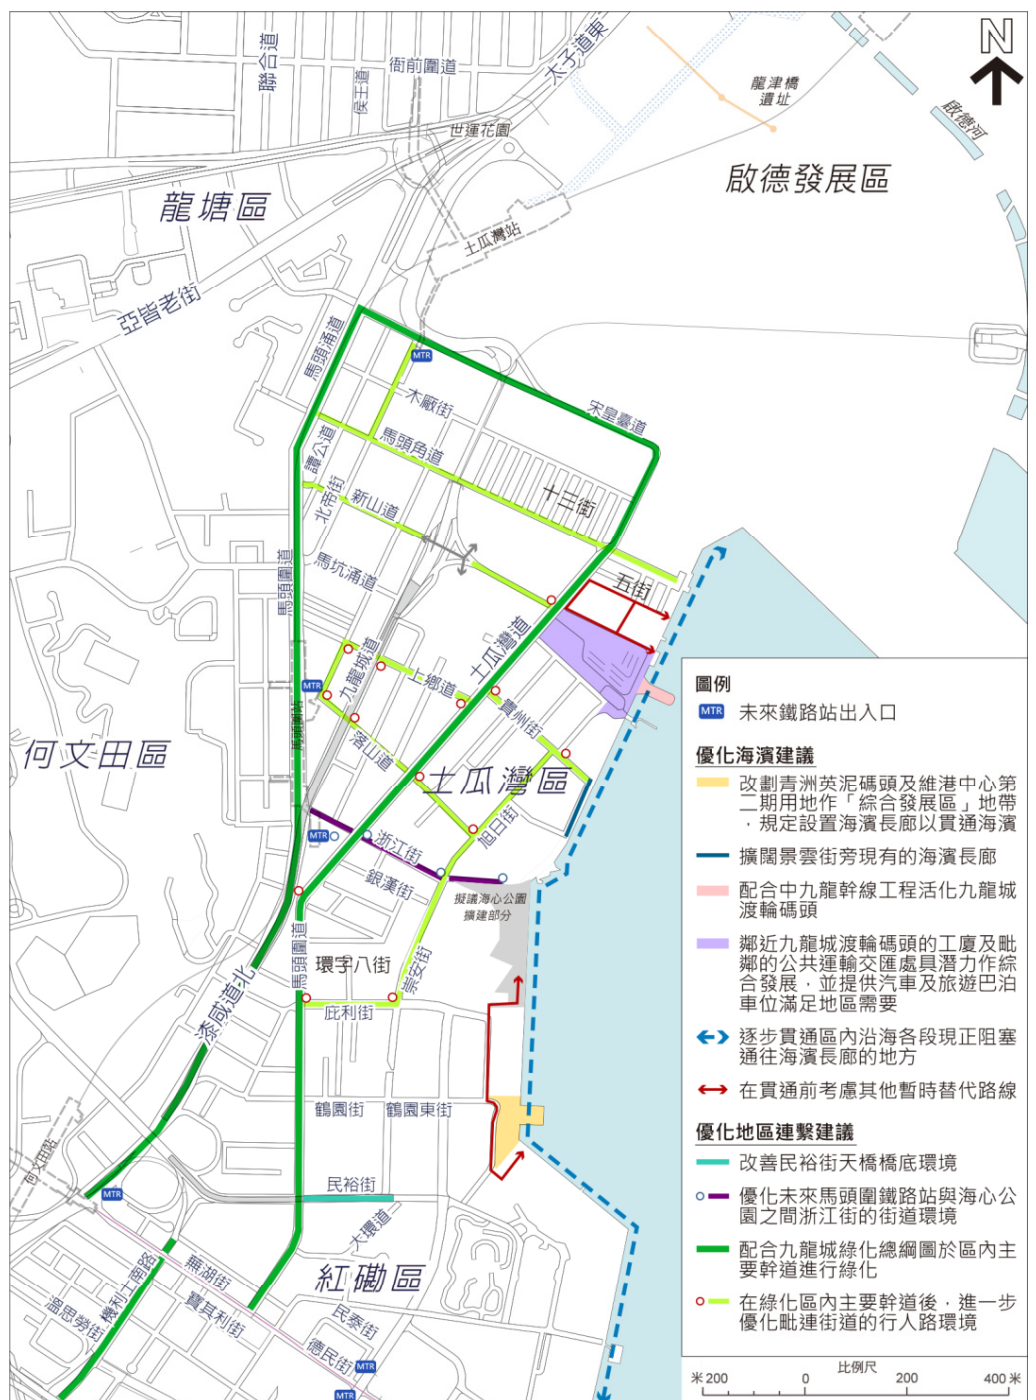 N
聯合道
衙前圍道
侯王道
太子道東
龍津橋
遺址
啟德河
世運花園
啟德發展區
龍塘區
土瓜灣站
亞皆老街
馬頭涌道
MTR
木廠街
宋皇臺道
馬頭角道
譚公道
十三街
北帝街
新山道
馬坑涌道
五街
馬頭圍道
土瓜灣道
九龍城道
上鄉道
MTR
馬頭圍站
貴州街
落山道
何文田區
土瓜灣區
旭日街
MTR
浙江街
銀漢街
擬議海心公園
擴建部分
馬頭圍道
環字八街
崇安街
庇利街
漆咸道北
鶴園街
鶴園東街
何文田站
MTR
民裕街
大環道
蕪湖街
紅磡區
機利士南路
寶其利街
溫思勞街
民泰街
德民街
MTR
MTR
圖例
MTR 未來鐵路站出入口
優化海濱建議
改劃青洲英泥碼頭及維港中心第
二期用地作「綜合發展區」地帶
，規定設置海濱長廊以貫通海濱
擴闊景雲街旁現有的海濱長廊
配合中九龍幹線工程活化九龍城
渡輪碼頭
鄰近九龍城渡輪碼頭的工廈及毗
鄰的公共運輸交匯處具潛力作綜
合發展，並提供汽車及旅遊巴泊
車位滿足地區需要
逐步貫通區內沿海各段現正阻塞
通往海濱長廊的地方
在貫通前考慮其他暫時替代路線
優化地區連繫建議
改善民裕街天橋橋底環境
優化未來馬頭圍鐵路站與海心公
園之間浙江街的街道環境
配合九龍城綠化總綱圖於區內主
要幹道進行綠化
在綠化區內主要幹道後，進一步
優化毗連街道的行人路環境
比例尺
米200 0 200 400米